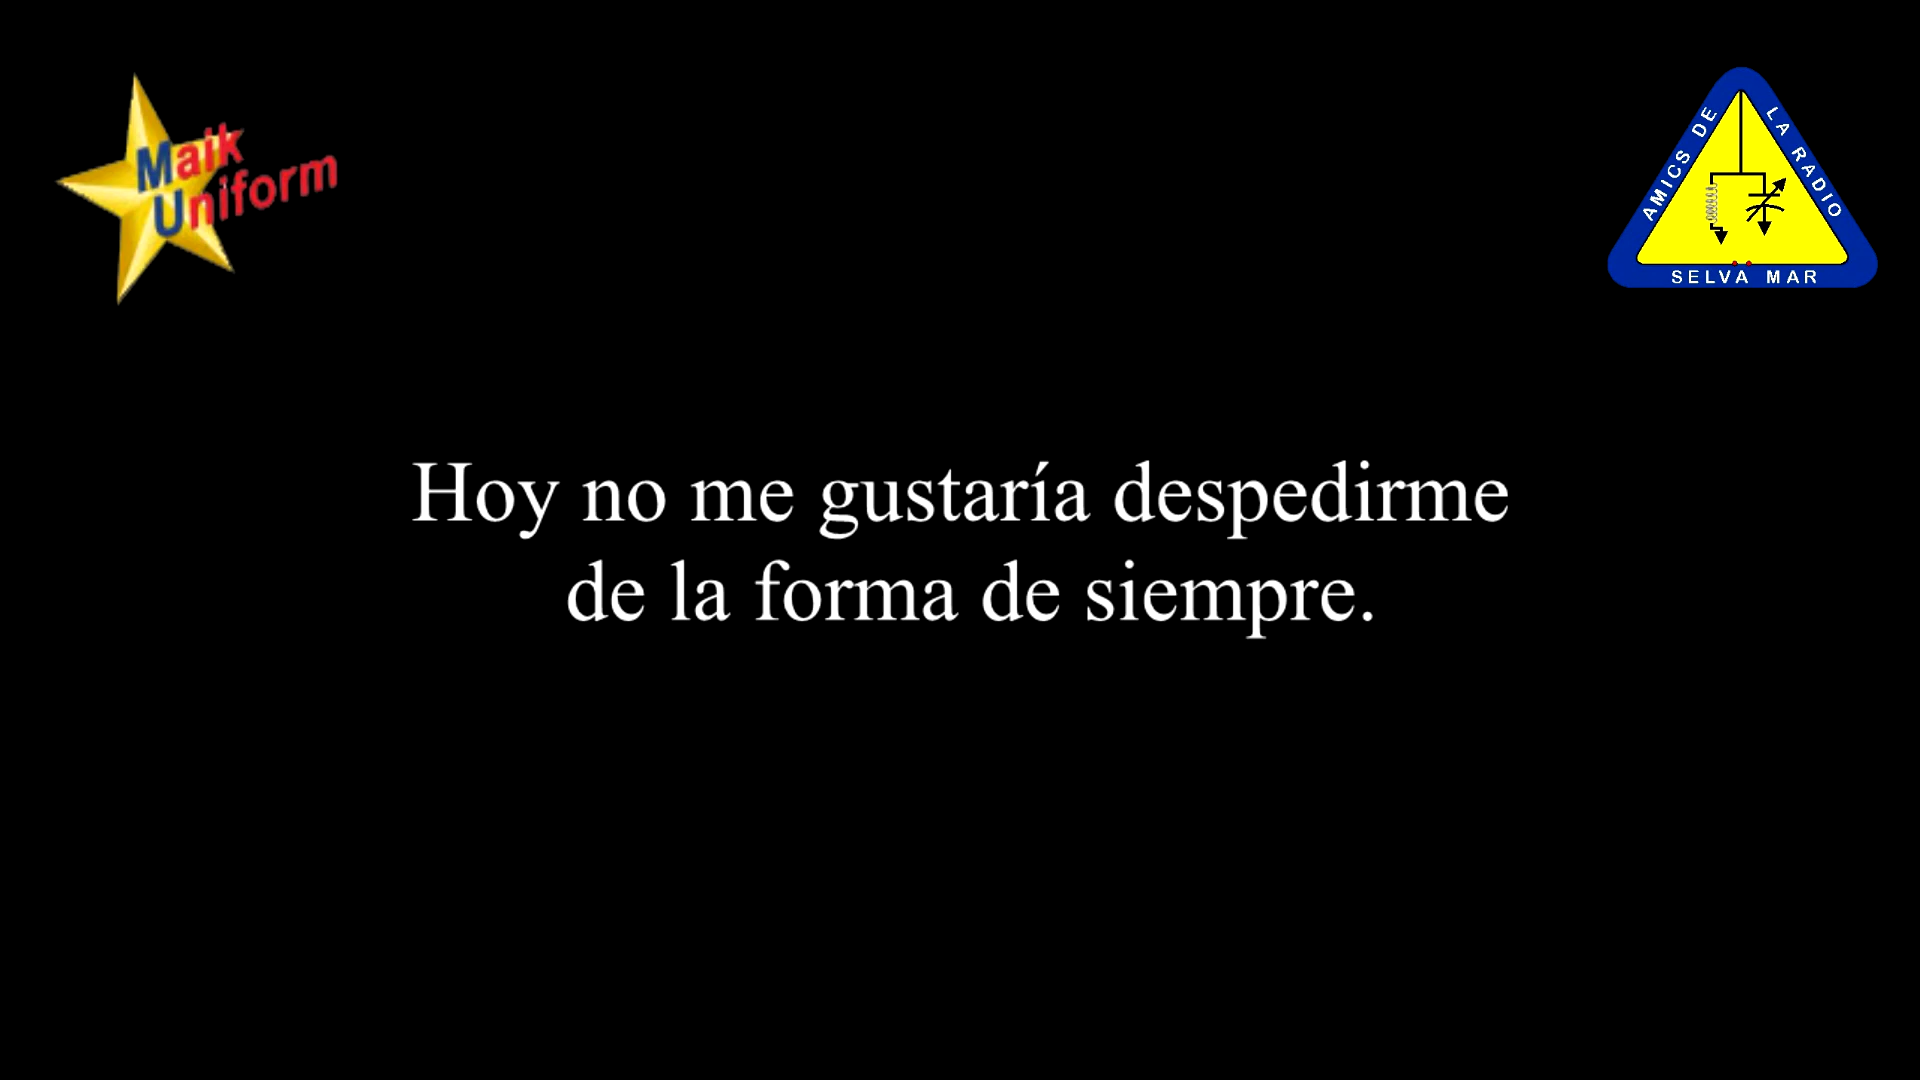 Maik
Uniform
AMICS DE LA RADIO
SELVA MAR
Hoy no me gustaría despedirme
de la forma de siempre.